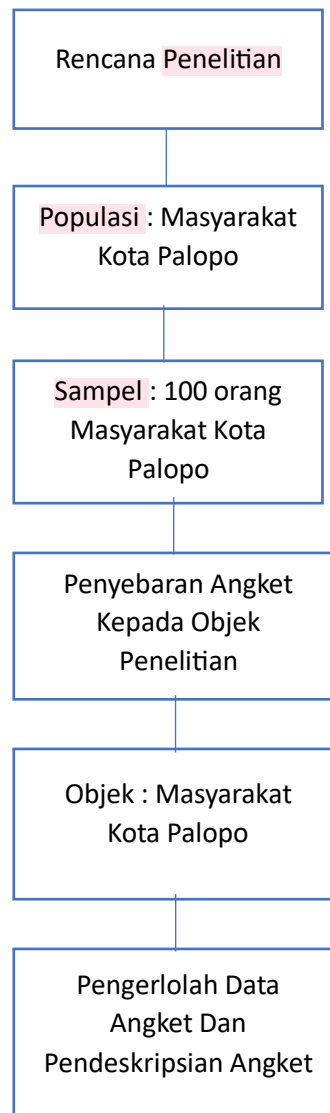 Rencana Penelitian
Populasi : Masyarakat
Kota Palopo
Sampel : 100 orang
Masyarakat Kota
Palopo
Penyebaran Angket
Kepada Objek
Penelitian
Objek : Masyarakat
Kota Palopo
Pengerlolah Data
Angket Dan
Pendeskripsian Angket